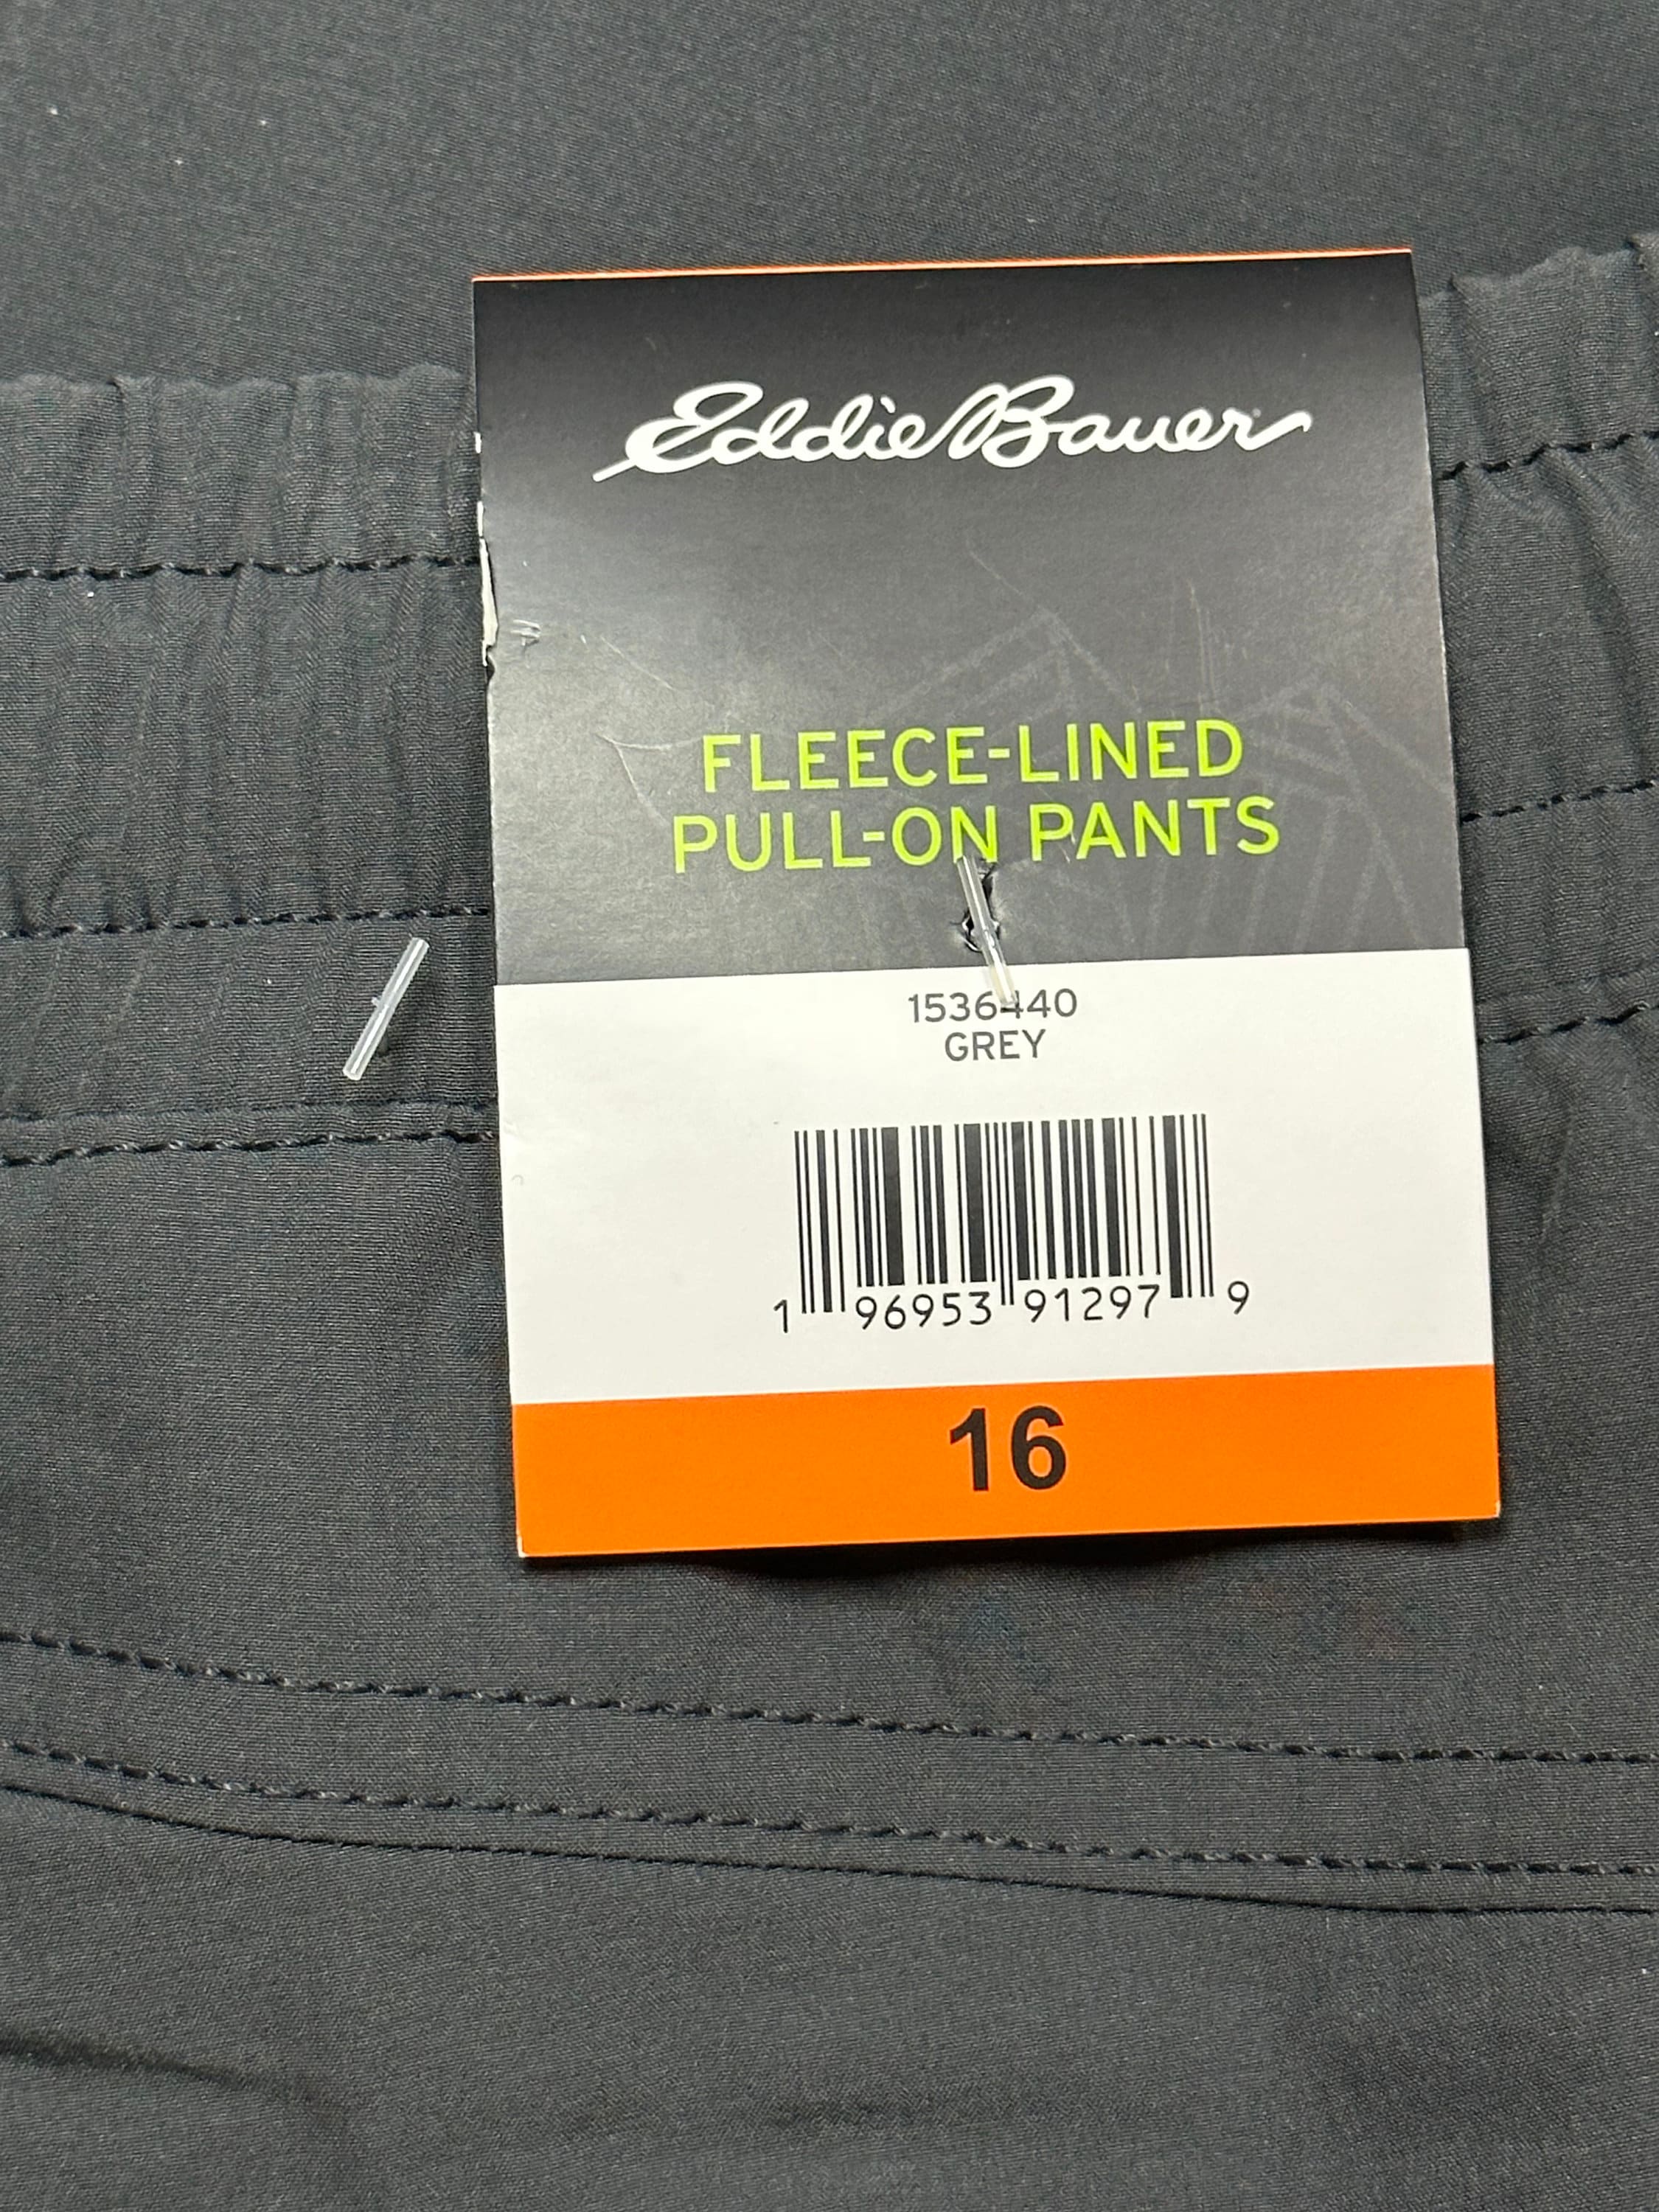 Eddie Bauer
FLEECE-LINED
PULL-ON PANTS
1536440
GREY
1 96953 91297 9
16